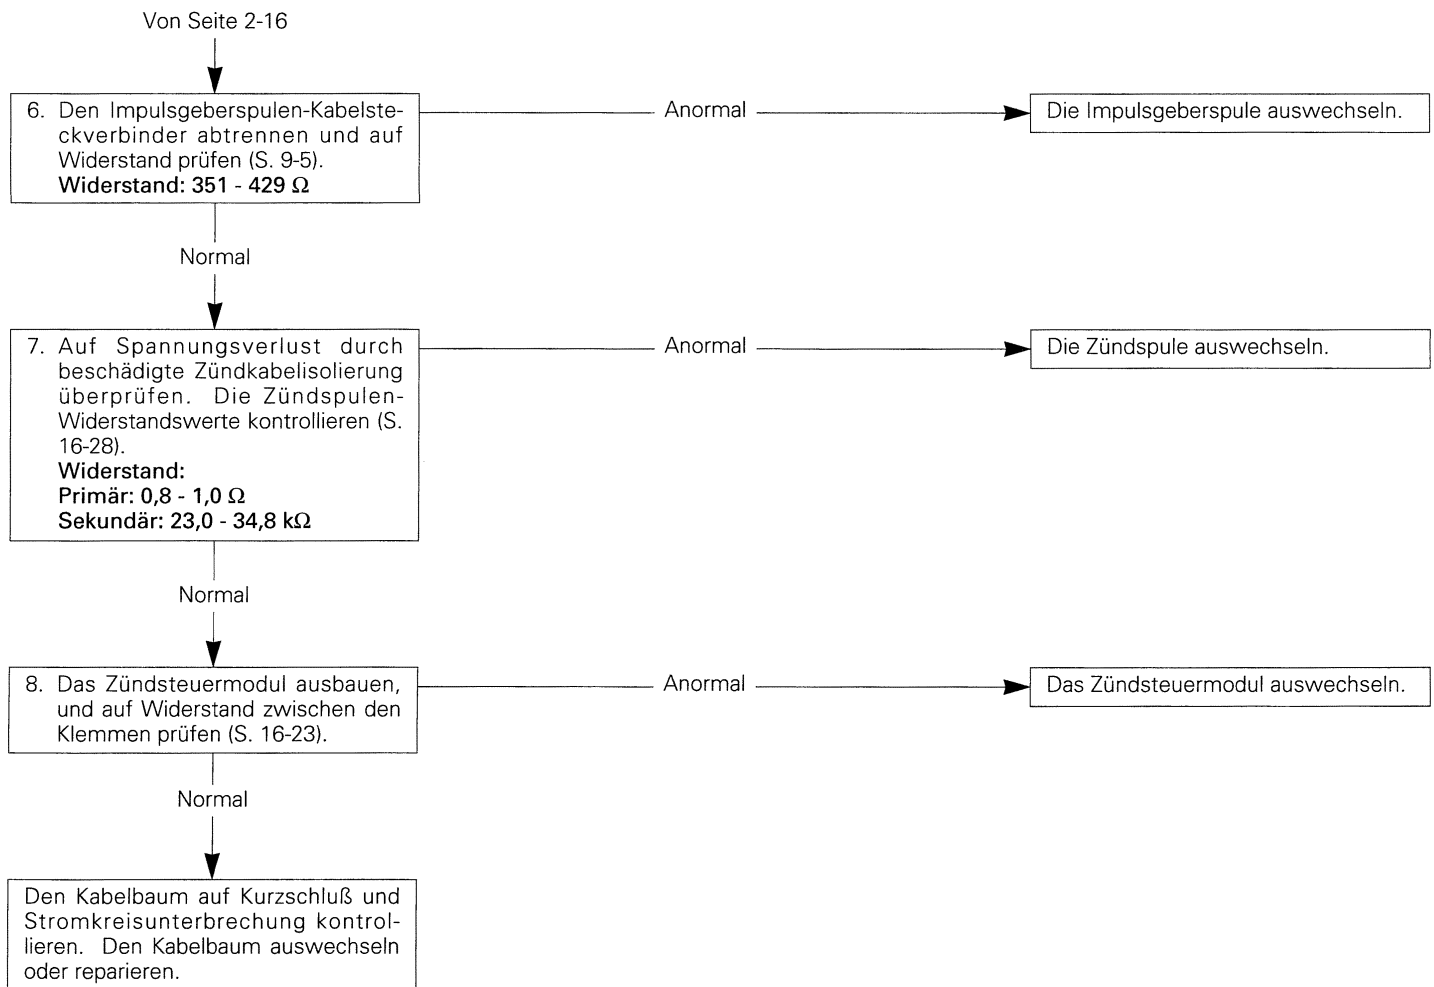 Von Seite 2-16
6. Den Impulsgeberspulen-Kabelste-
ckverbinder abtrennen und auf
Widerstand prüfen (S. 9-5).
Widerstand: 351 - 429 Ω
Anormal
Die Impulsgeberspule auswechseln.
Normal
7. Auf Spannungsverlust durch
beschädigte Zündkabelisolierung
überprüfen. Die Zündspulen-
Widerstandswerte kontrollieren (S.
16-28).
Widerstand:
Primär: 0,8 - 1,0 Ω
Sekundär: 23,0 - 34,8 kΩ
Anormal
Die Zündspule auswechseln.
Normal
8. Das Zündsteuermodul ausbauen,
und auf Widerstand zwischen den
Klemmen prüfen (S. 16-23).
Anormal
Das Zündsteuermodul auswechseln.
Normal
Den Kabelbaum auf Kurzschluß und
Stromkreisunterbrechung kontrol-
lieren. Den Kabelbaum auswechseln
oder reparieren.